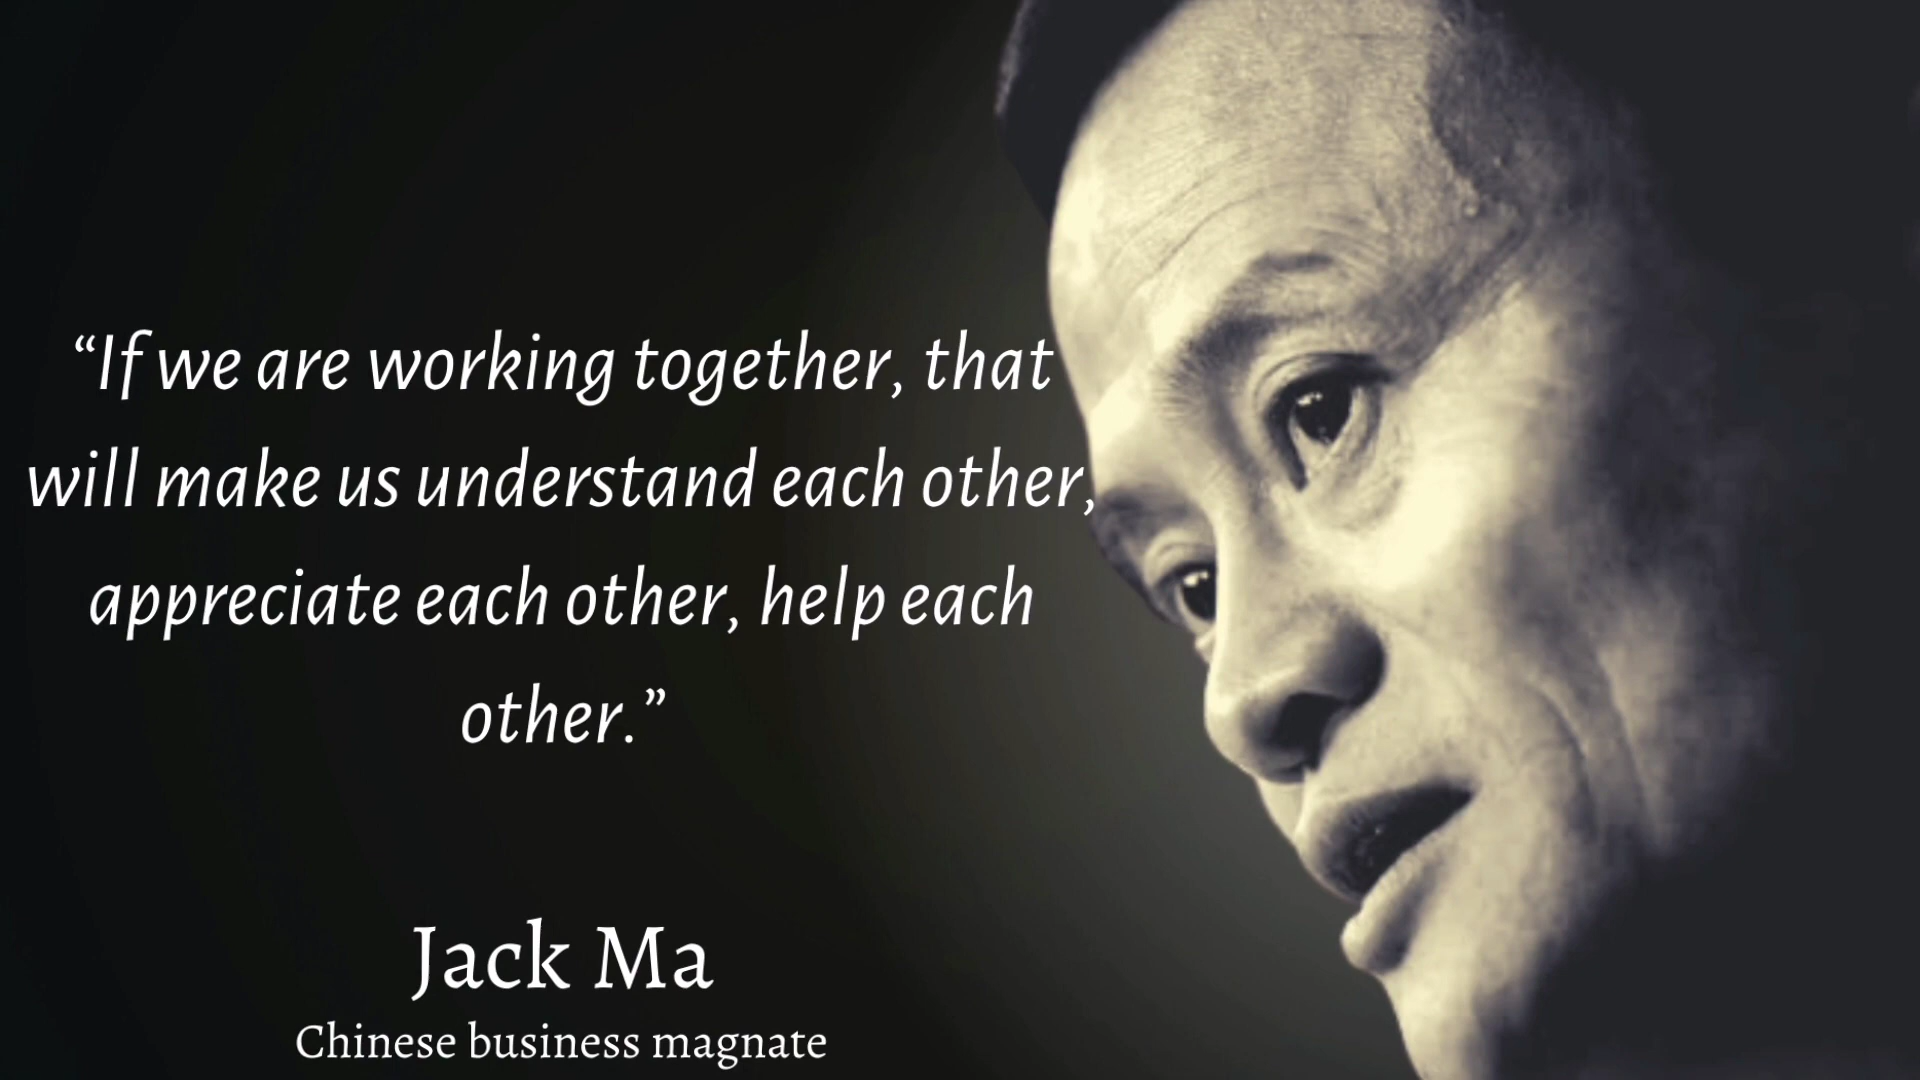 “If we are working together, that
will make us understand each other,
appreciate each other, help each
other.”
Jack Ma
Chinese business magnate